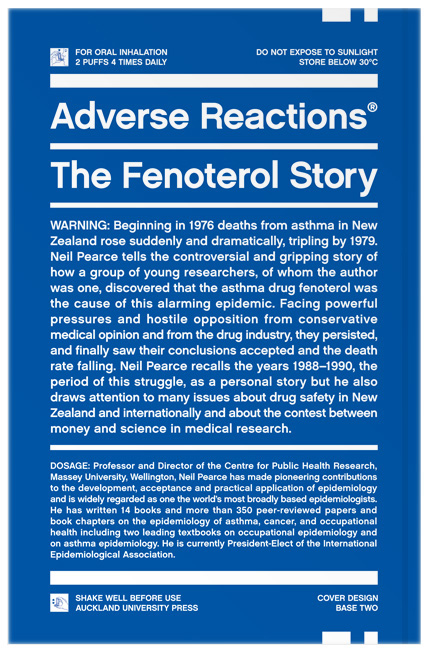 FOR ORAL INHALATION
2 PUFFS 4 TIMES DAILY
DO NOT EXPOSE TO SUNLIGHT
STORE BELOW 30°C
Adverse Reactions®
The Fenoterol Story
WARNING: Beginning in 1976 deaths from asthma in New
Zealand rose suddenly and dramatically, tripling by 1979.
Neil Pearce tells the controversial and gripping story of
how a group of young researchers, of whom the author
was one, discovered that the asthma drug fenoterol was
the cause of this alarming epidemic. Facing powerful
pressures and hostile opposition from conservative
medical opinion and from the drug industry, they persisted,
and finally saw their conclusions accepted and the death
rate falling. Neil Pearce recalls the years 1988–1990, the
period of this struggle, as a personal story but he also
draws attention to many issues about drug safety in New
Zealand and internationally and about the contest between
money and science in medical research.
DOSAGE: Professor and Director of the Centre for Public Health Research,
Massey University, Wellington, Neil Pearce has made pioneering contributions
to the development, acceptance and practical application of epidemiology
and is widely regarded as one the world's most broadly based epidemiologists.
He has written 14 books and more than 350 peer-reviewed papers and
book chapters on the epidemiology of asthma, cancer, and occupational
health including two leading textbooks on occupational epidemiology and
on asthma epidemiology. He is currently President-Elect of the International
Epidemiological Association.
SHAKE WELL BEFORE USE
AUCKLAND UNIVERSITY PRESS
COVER DESIGN
BASE TWO